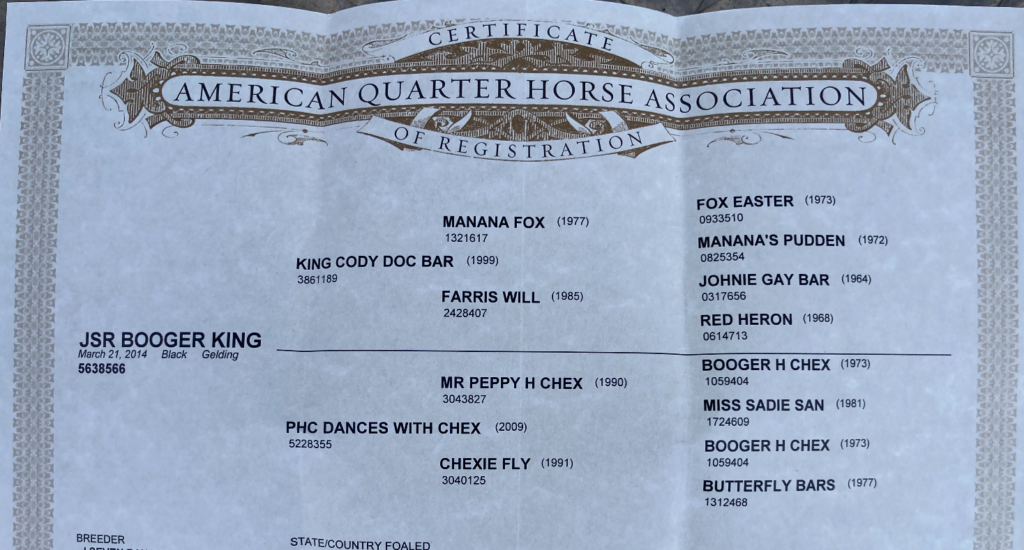 CERTIFICATE
AMERICAN QUARTER HORSE ASSOCIATION
OF REGISTRATION
FOX EASTER (1973)
0933510
MANANA FOX (1977)
1321617
MANANA'S PUDDEN (1972)
0825354
KING CODY DOC BAR (1999)
3861189
JOHNIE GAY BAR (1964)
0317656
FARRIS WILL (1985)
2428407
RED HERON (1968)
0614713
JSR BOOGER KING
March 21, 2014 Black Gelding
5638566
BOOGER H CHEX (1973)
1059404
MR PEPPY H CHEX (1990)
3043827
MISS SADIE SAN (1981)
1724609
PHC DANCES WITH CHEX (2009)
5228355
BOOGER H CHEX (1973)
1059404
CHEXIE FLY (1991)
3040125
BUTTERFLY BARS (1977)
1312468
BREEDER
STATE/COUNTRY FOALED